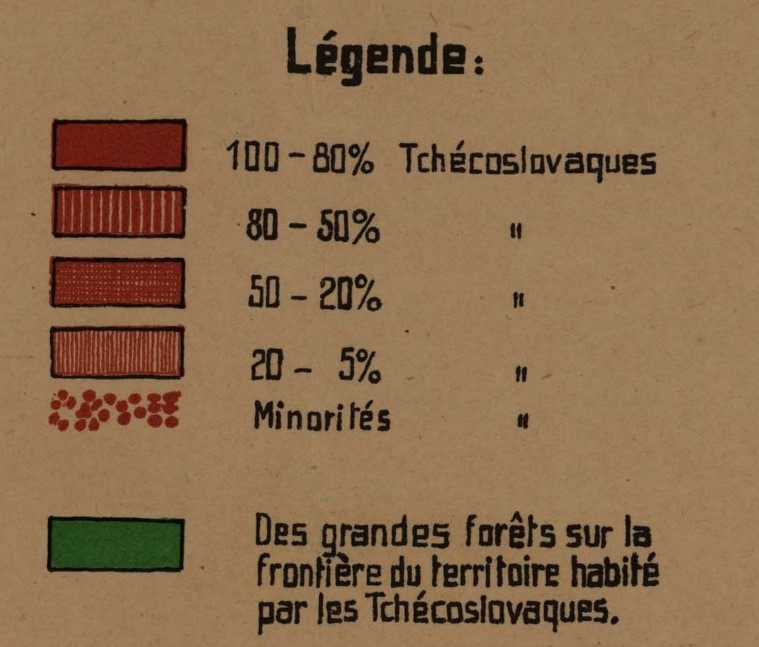 Légende:
100-80% Tchécoslovaques
80-50% "
50-20% "
20- 5% "
Minorités "
Des grandes forêts sur la
frontière du territoire habité
par les Tchécoslovaques.